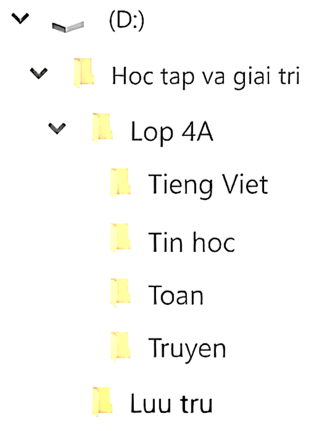 (D:)
Hoc tap va giai tri
Lop 4A
Tieng Viet
Tin hoc
Toan
Truyen
Luu tru